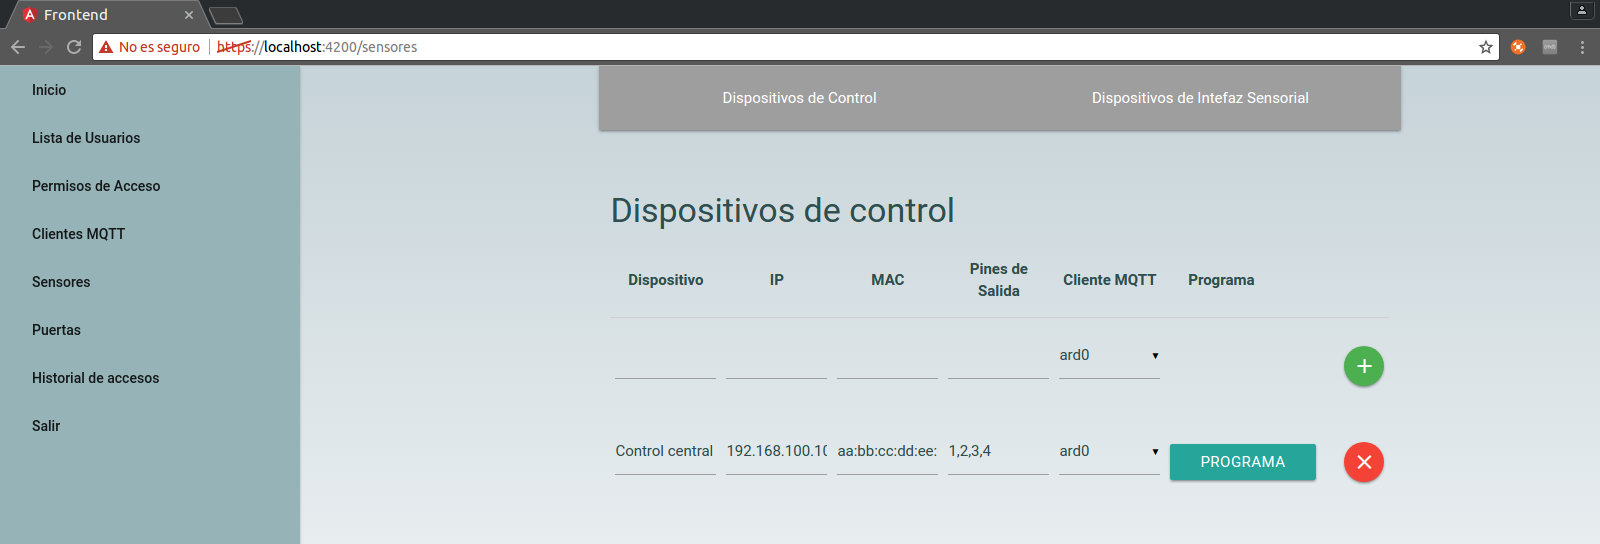 Frontend
No es seguro https://localhost:4200/sensores
Inicio
Lista de Usuarios
Permisos de Acceso
Clientes MQTT
Sensores
Puertas
Historial de accesos
Salir
Dispositivos de Control Dispositivos de Intefaz Sensorial
Dispositivos de control
Dispositivo IP MAC Pines de Salida Cliente MQTT Programa
ard0
Control central 192.168.100.10 aa:bb:cc:dd:ee: 1,2,3,4 ard0 PROGRAMA